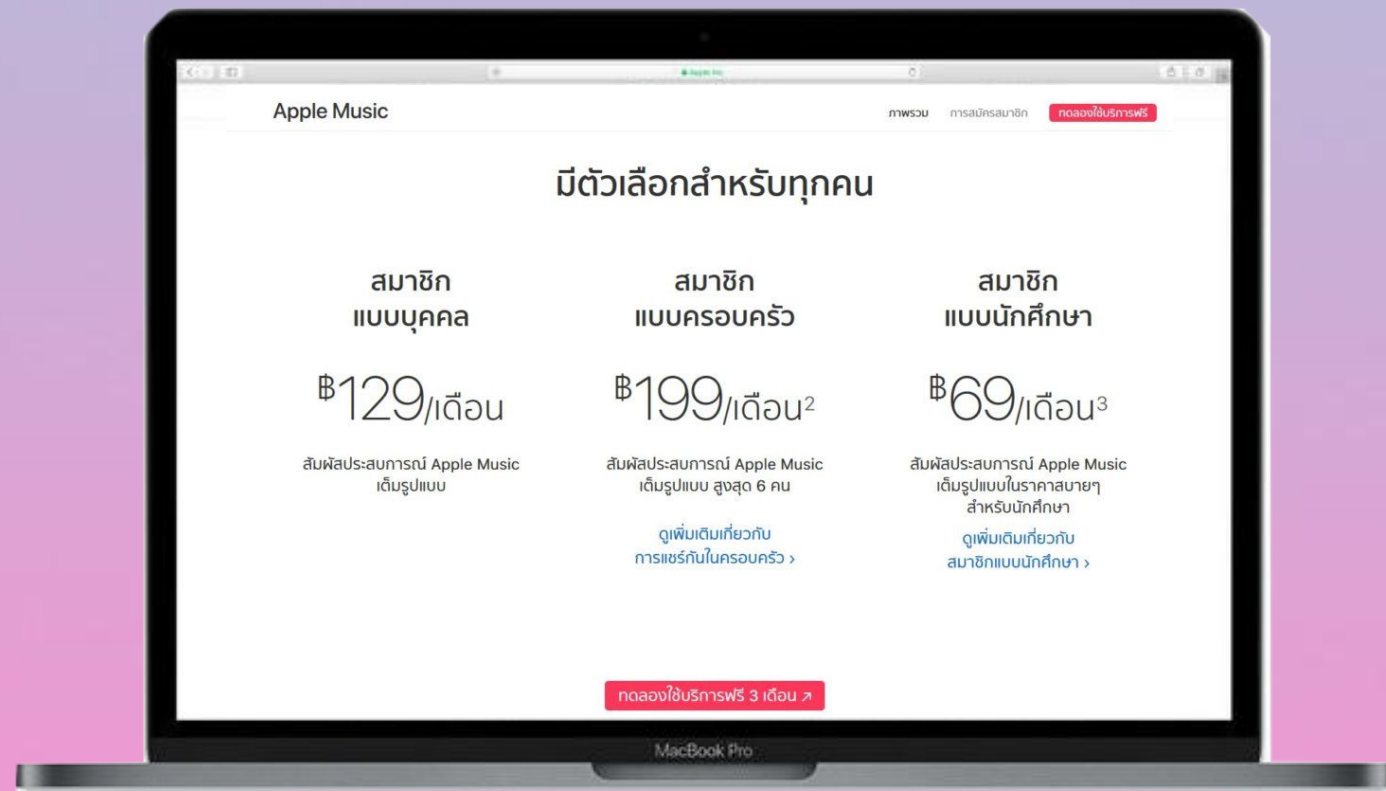 Apple Music
ภาพรวม การสมัครสมาชิก ทดลองใช้บริการฟรี
มีตัวเลือกสำหรับทุกคน
สมาชิก
แบบบุคคล
฿129/เดือน
สัมผัสประสบการณ์ Apple Music
เต็มรูปแบบ
สมาชิก
แบบครอบครัว
฿199/เดือน²
สัมผัสประสบการณ์ Apple Music
เต็มรูปแบบ สูงสุด 6 คน
ดูเพิ่มเติมเกี่ยวกับ
การแชร์กันในครอบครัว ›
สมาชิก
แบบนักศึกษา
฿69/เดือน³
สัมผัสประสบการณ์ Apple Music
เต็มรูปแบบในราคาสบายๆ
สำหรับนักศึกษา
ดูเพิ่มเติมเกี่ยวกับ
สมาชิกแบบนักศึกษา ›
ทดลองใช้บริการฟรี 3 เดือน ↗
MacBook Pro